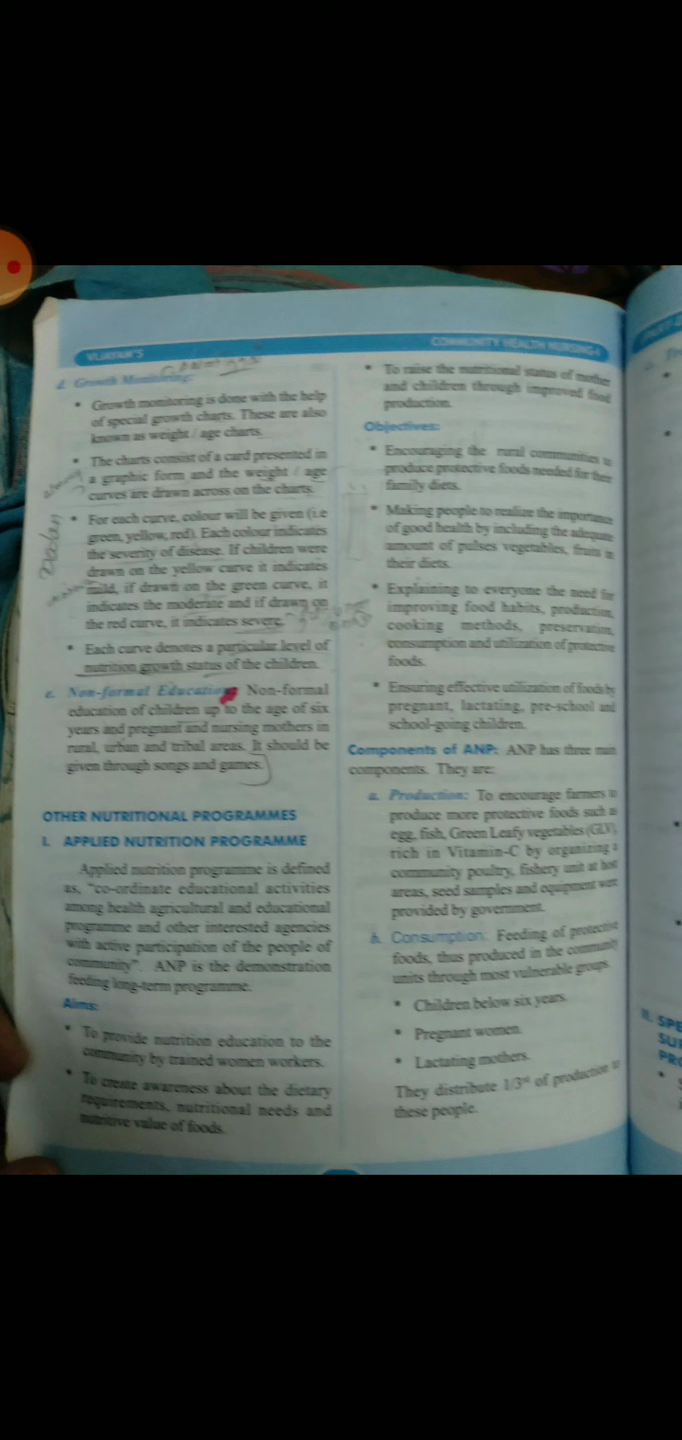 VIJAYAM'S
COMMUNITY HEALTH NURSING-I
d. Growth Monitoring:
• Growth monitoring is done with the help
of special growth charts. These are also
known as weight / age charts.
• The charts consist of a card presented in
a graphic form and the weight / age
curves are drawn across on the charts.
• For each curve, colour will be given (i.e
green, yellow, red). Each colour indicates
the severity of disease. If children were
drawn on the yellow curve it indicates
mild, if drawn on the green curve, it
indicates the moderate and if drawn on
the red curve, it indicates severe.
• Each curve denotes a particular level of
nutrition growth status of the children.
e. Non-formal Education: Non-formal
education of children up to the age of six
years and pregnant and nursing mothers in
rural, urban and tribal areas. It should be
given through songs and games.
OTHER NUTRITIONAL PROGRAMMES
I. APPLIED NUTRITION PROGRAMME
Applied nutrition programme is defined
as, "co-ordinate educational activities
among health agricultural and educational
programme and other interested agencies
with active participation of the people of
community". ANP is the demonstration
feeding long-term programme.
Aims:
• To provide nutrition education to the
community by trained women workers.
• To create awareness about the dietary
requirements, nutritional needs and
nutritive value of foods.
• To raise the nutritional status of mother
and children through improved food
production.
Objectives:
• Encouraging the rural communities to
produce protective foods needed for their
family diets.
• Making people to realize the importance
of good health by including the adequate
amount of pulses vegetables, fruits in
their diets.
• Explaining to everyone the need for
improving food habits, production,
cooking methods, preservation,
consumption and utilization of protective
foods.
• Ensuring effective utilization of foods by
pregnant, lactating, pre-school and
school-going children.
Components of ANP: ANP has three main
components. They are:
a. Production: To encourage farmers to
produce more protective foods such as
egg, fish, Green Leafy vegetables (GLV),
rich in Vitamin-C by organizing a
community poultry, fishery unit at host
areas, seed samples and equipment were
provided by government.
b. Consumption: Feeding of protective
foods, thus produced in the community
units through most vulnerable groups.
• Children below six years.
• Pregnant women.
• Lactating mothers.
They distribute 1/3rd of production to
these people.
II. SPE
SU
PRO